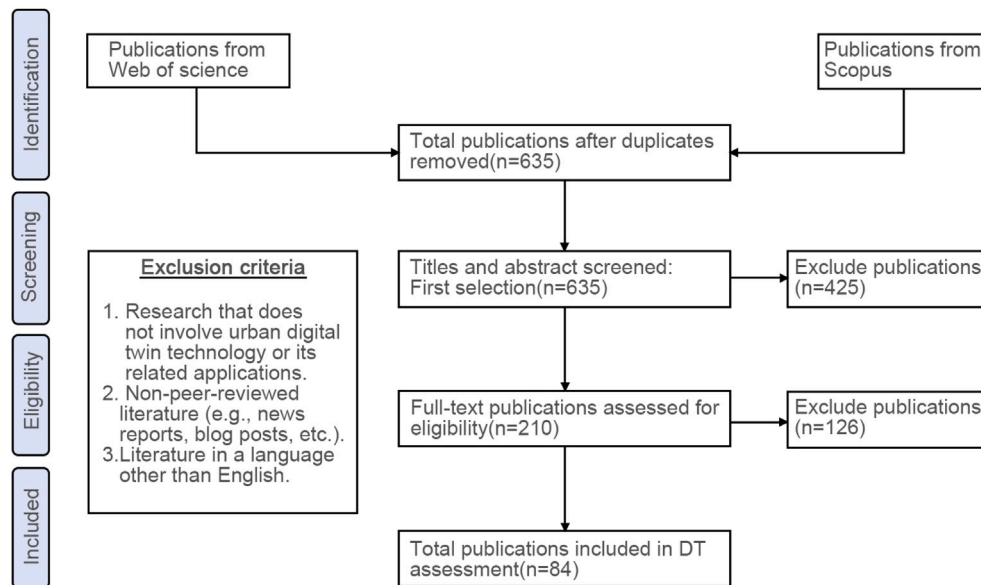 Identification
Publications from
Web of science
Publications from
Scopus
Total publications after duplicates
removed(n=635)
Screening
Titles and abstract screened:
First selection(n=635)
Exclude publications
(n=425)
Exclusion criteria
1. Research that does
not involve urban digital
twin technology or its
related applications.
2. Non-peer-reviewed
literature (e.g., news
reports, blog posts, etc.).
3.Literature in a language
other than English.
Eligibility
Full-text publications assessed for
eligibility(n=210)
Exclude publications
(n=126)
Included
Total publications included in DT
assessment(n=84)